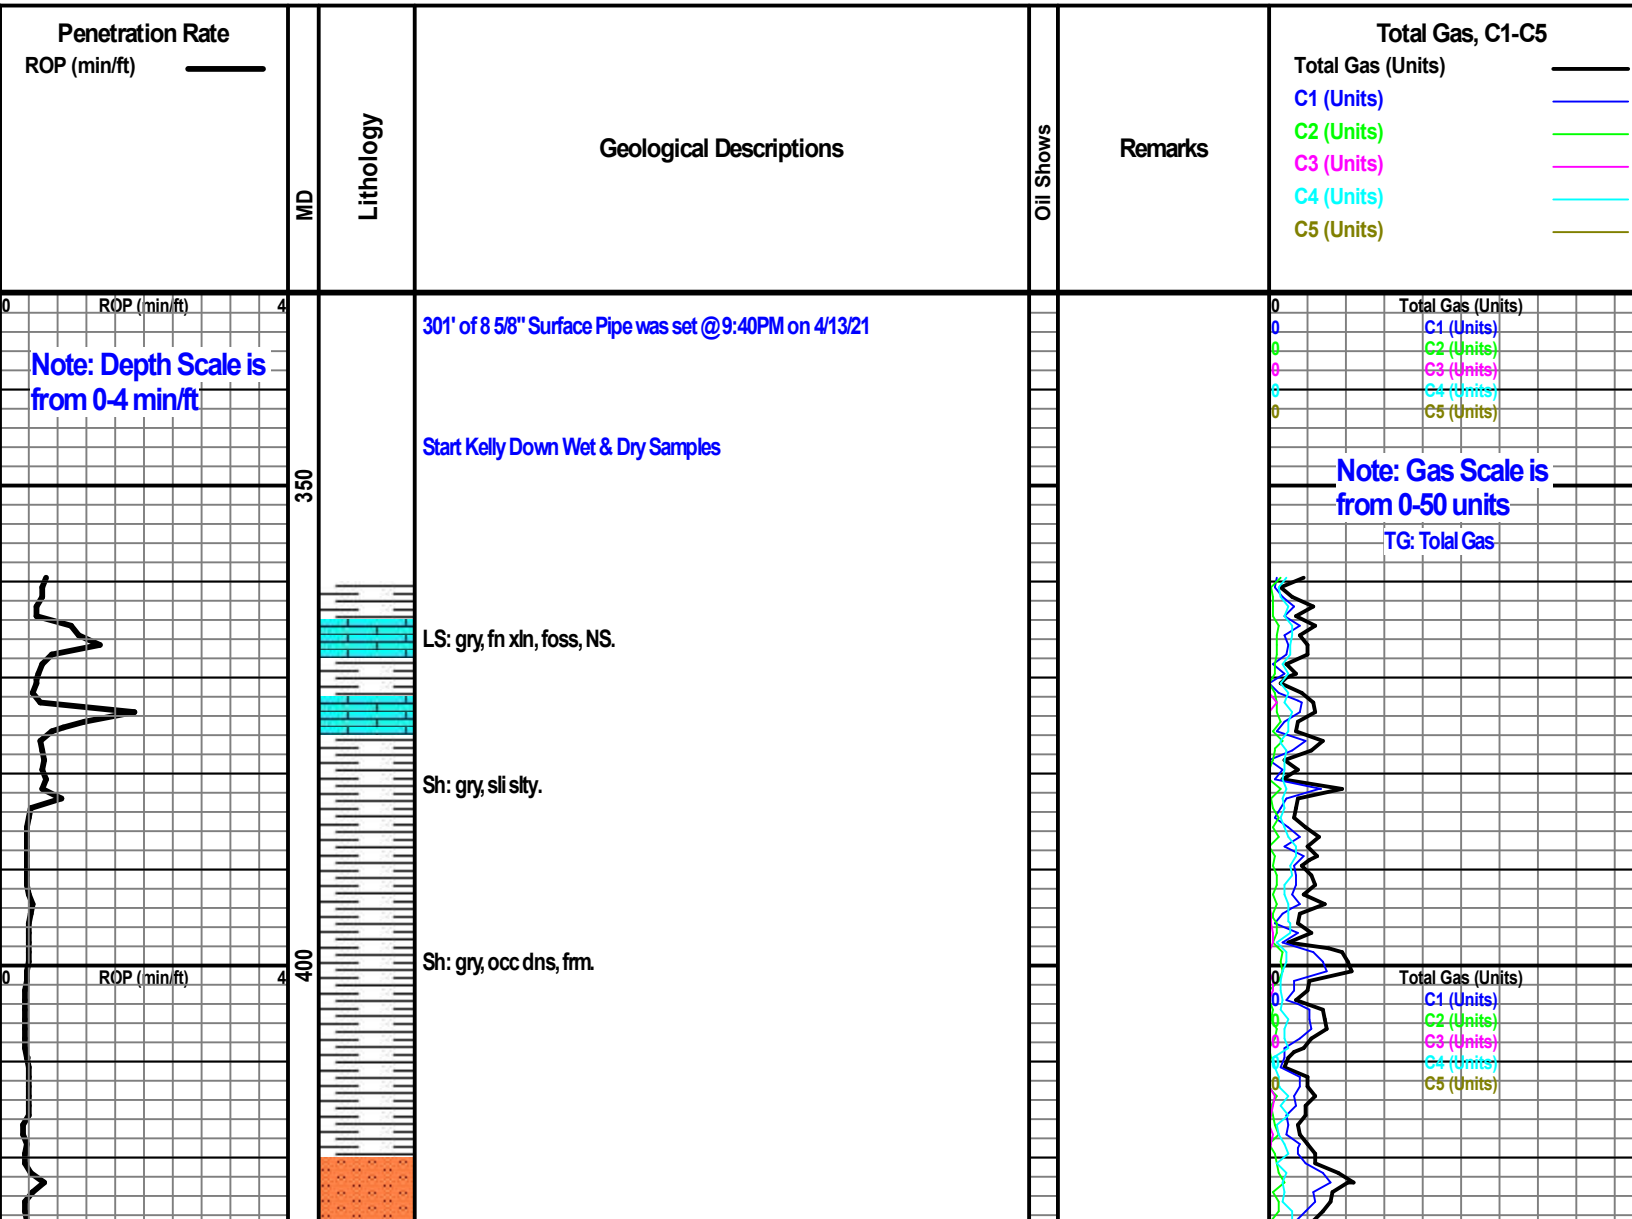 Penetration Rate
ROP (min/ft)
MD
Lithology
Geological Descriptions
Oil Shows
Remarks
Total Gas, C1-C5
Total Gas (Units)
C1 (Units)
C2 (Units)
C3 (Units)
C4 (Units)
C5 (Units)
0 ROP (min/ft) 4
Note: Depth Scale is
from 0-4 min/ft
301' of 8 5/8" Surface Pipe was set @ 9:40PM on 4/13/21
Start Kelly Down Wet & Dry Samples
0 Total Gas (Units)
0 C1 (Units)
0 C2 (Units)
0 C3 (Units)
0 C4 (Units)
0 C5 (Units)
Note: Gas Scale is
from 0-50 units
TG: Tolal Gas
350
LS: gry, fn xln, foss, NS.
Sh: gry, sli slty.
Sh: gry, occ dns, frm.
400
0 ROP (min/ft) 4
0 Total Gas (Units)
0 C1 (Units)
0 C2 (Units)
0 C3 (Units)
0 C4 (Units)
0 C5 (Units)